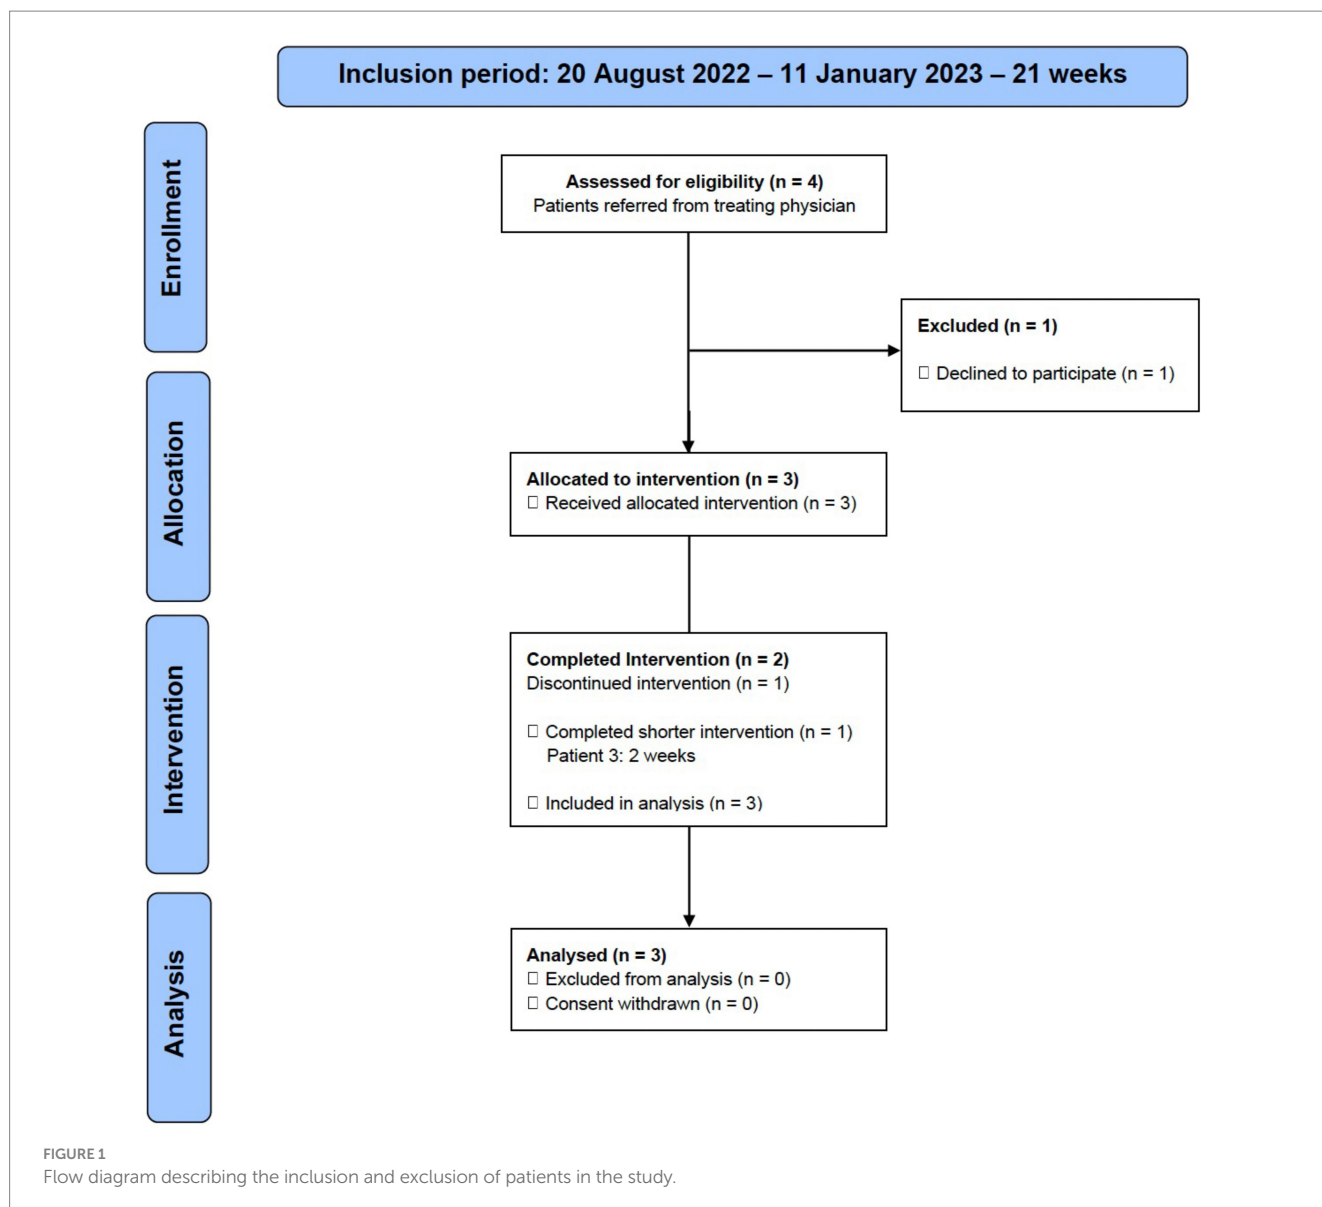 Inclusion period: 20 August 2022 – 11 January 2023 – 21 weeks
Enrollment
Assessed for eligibility (n = 4)
Patients referred from treating physician
Excluded (n = 1)
☐ Declined to participate (n = 1)
Allocation
Allocated to intervention (n = 3)
☐ Received allocated intervention (n = 3)
Intervention
Completed Intervention (n = 2)
Discontinued intervention (n = 1)
☐ Completed shorter intervention (n = 1)
Patient 3: 2 weeks
☐ Included in analysis (n = 3)
Analysis
Analysed (n = 3)
☐ Excluded from analysis (n = 0)
☐ Consent withdrawn (n = 0)
FIGURE 1
Flow diagram describing the inclusion and exclusion of patients in the study.